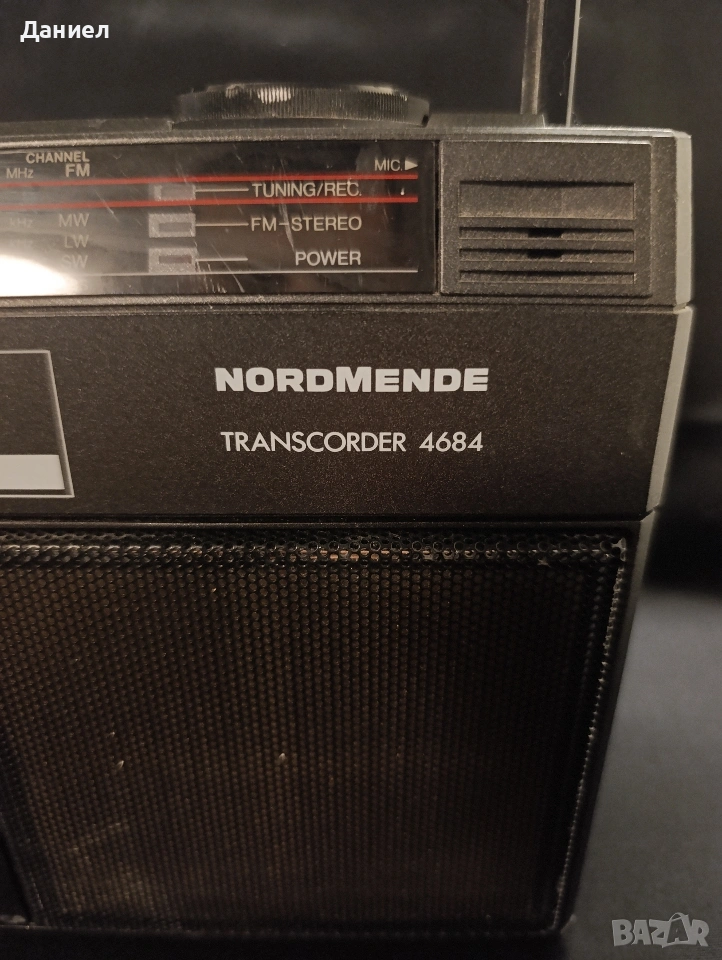 Даниел
CHANNEL
MHz FM
MIC.
TUNING/REC.
MW FM-STEREO
LW
SW POWER
NORDMENDE
TRANSCORDER 4684
BAZAR